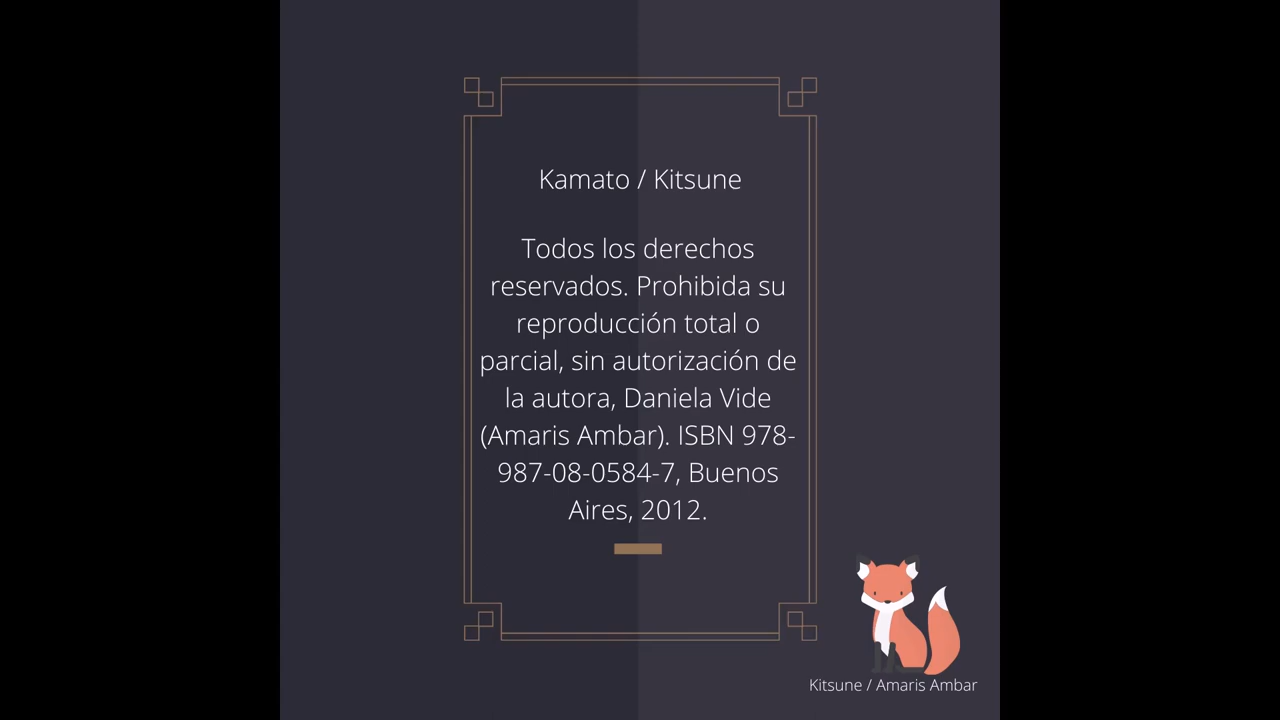 Kamato / Kitsune
Todos los derechos
reservados. Prohibida su
reproducción total o
parcial, sin autorización de
la autora, Daniela Vide
(Amaris Ambar). ISBN 978-
987-08-0584-7, Buenos
Aires, 2012.
Kitsune / Amaris Ambar